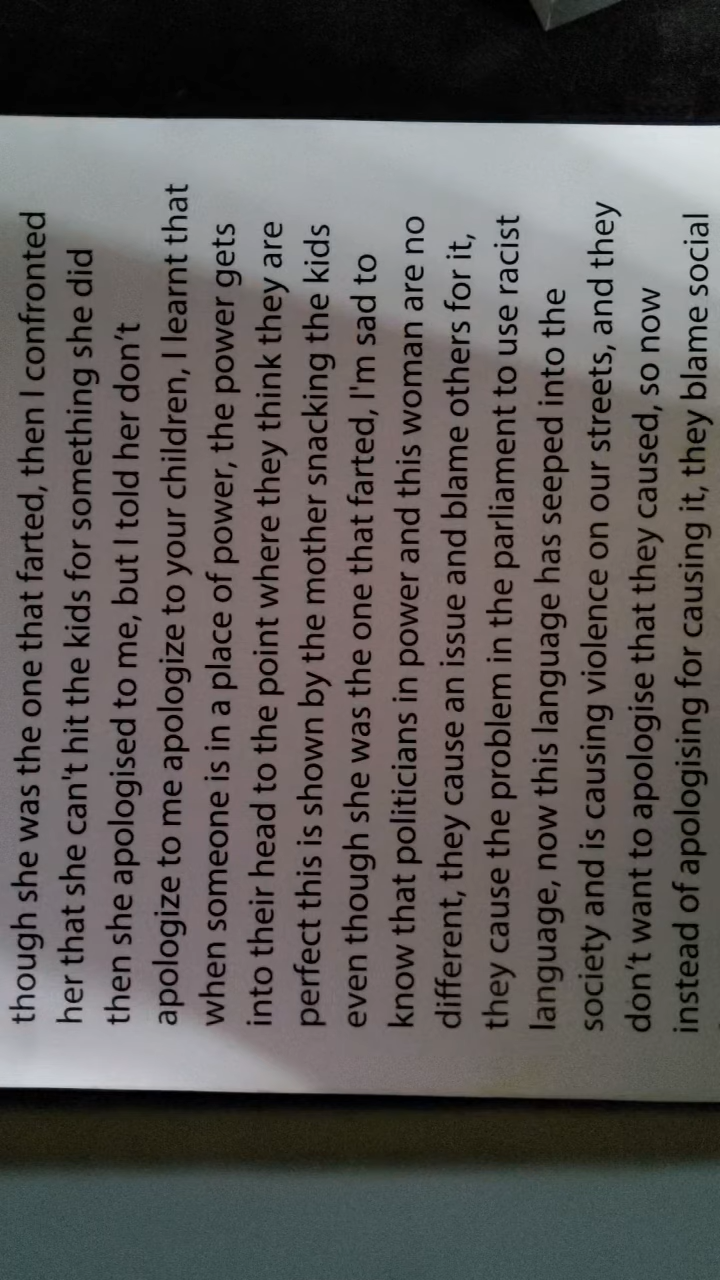 though she was the one that farted, then I confronted
her that she can't hit the kids for something she did
then she apologised to me, but I told her don't
apologize to me apologize to your children, I learnt that
when someone is in a place of power, the power gets
into their head to the point where they think they are
perfect this is shown by the mother snacking the kids
even though she was the one that farted, I'm sad to
know that politicians in power and this woman are no
different, they cause an issue and blame others for it,
they cause the problem in the parliament to use racist
language, now this language has seeped into the
society and is causing violence on our streets, and they
don't want to apologise that they caused, so now
instead of apologising for causing it, they blame social